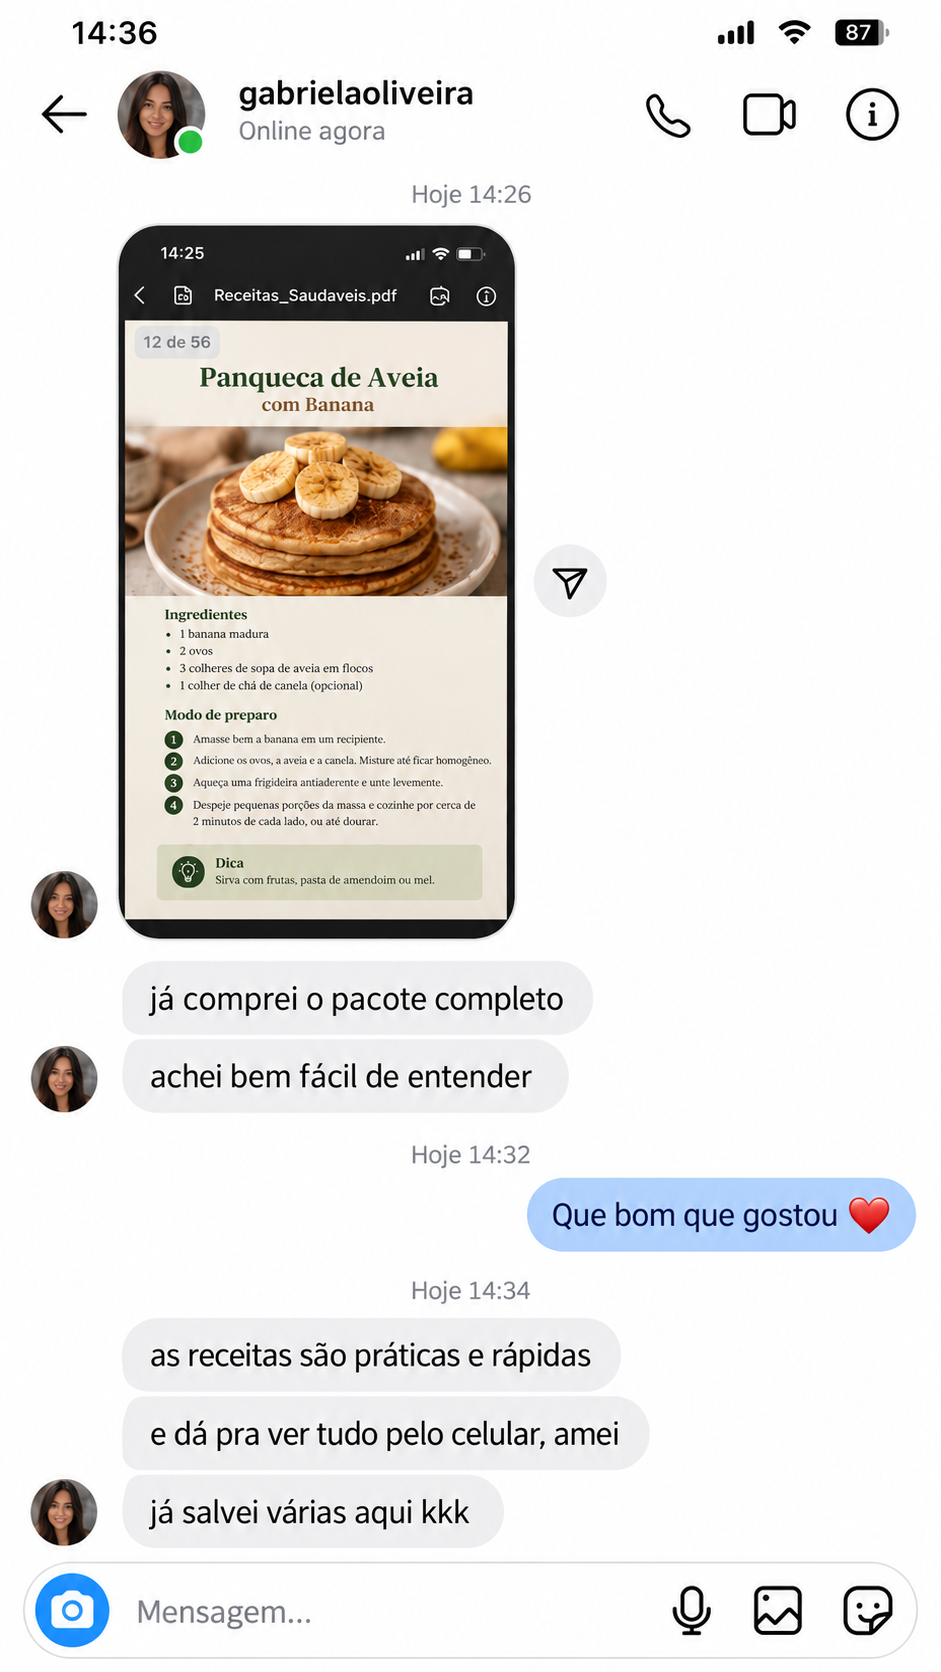 14:36
87
gabrielaoliveira
Online agora
Hoje 14:26
14:25
Receitas_Saudaveis.pdf
12 de 56
Panqueca de Aveia
com Banana
Ingredientes
• 1 banana madura
• 2 ovos
• 3 colheres de sopa de aveia em flocos
• 1 colher de chá de canela (opcional)
Modo de preparo
1 Amasse bem a banana em um recipiente.
2 Adicione os ovos, a aveia e a canela. Misture até ficar homogêneo.
3 Aqueça uma frigideira antiaderente e unte levemente.
4 Despeje pequenas porções da massa e cozinhe por cerca de
2 minutos de cada lado, ou até dourar.
Dica
Sirva com frutas, pasta de amendoim ou mel.
já comprei o pacote completo
achei bem fácil de entender
Hoje 14:32
Que bom que gostou ❤️
Hoje 14:34
as receitas são práticas e rápidas
e dá pra ver tudo pelo celular, amei
já salvei várias aqui kkk
Mensagem...